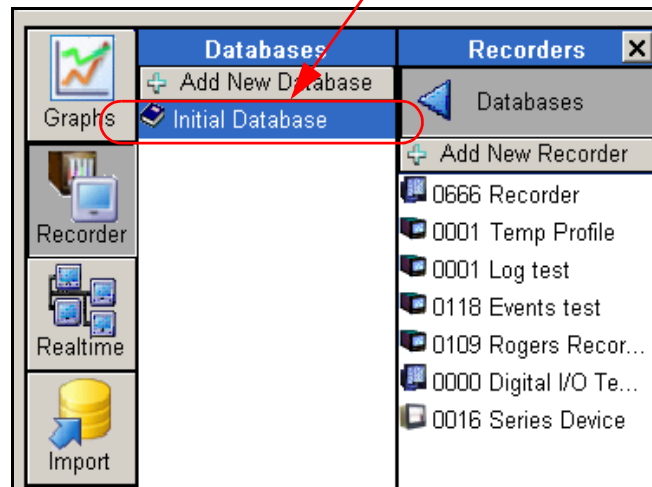 Graphs
Recorder
Realtime
Import
Databases
Add New Database
Initial Database
Recorders
Databases
Add New Recorder
0666 Recorder
0001 Temp Profile
0001 Log test
0118 Events test
0109 Rogers Recor...
0000 Digital I/O Te...
0016 Series Device